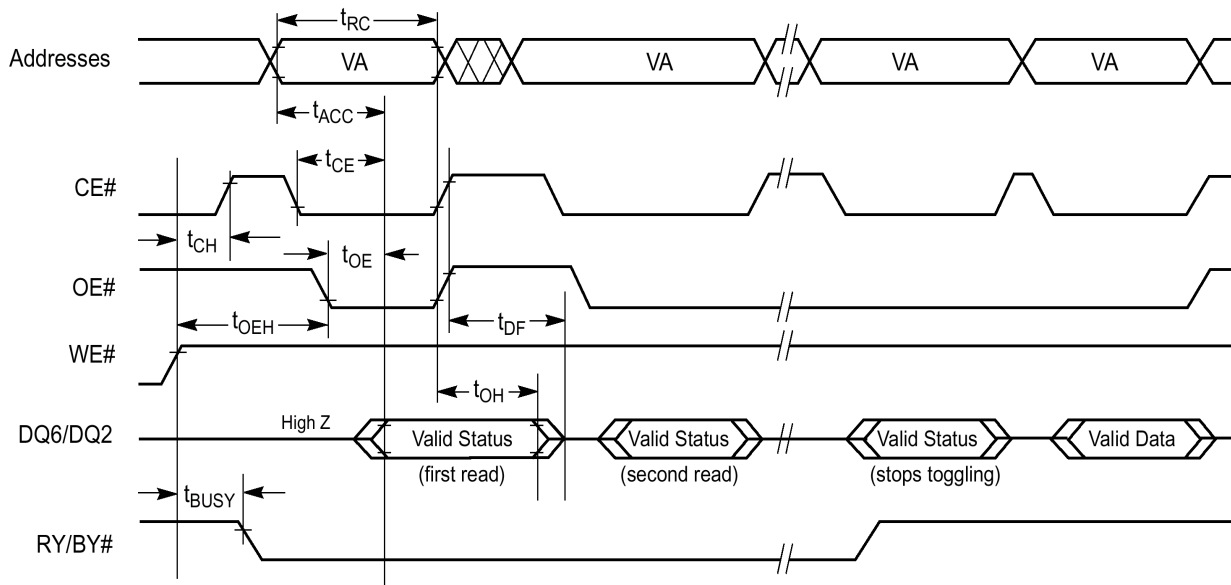 tRC
Addresses VA VA VA VA
tACC
tCE
CE#
tCH tOE
OE#
tOEH tDF
WE#
tOH
High Z
DQ6/DQ2 Valid Status Valid Status Valid Status Valid Data
(first read) (second read) (stops toggling)
tBUSY
RY/BY#